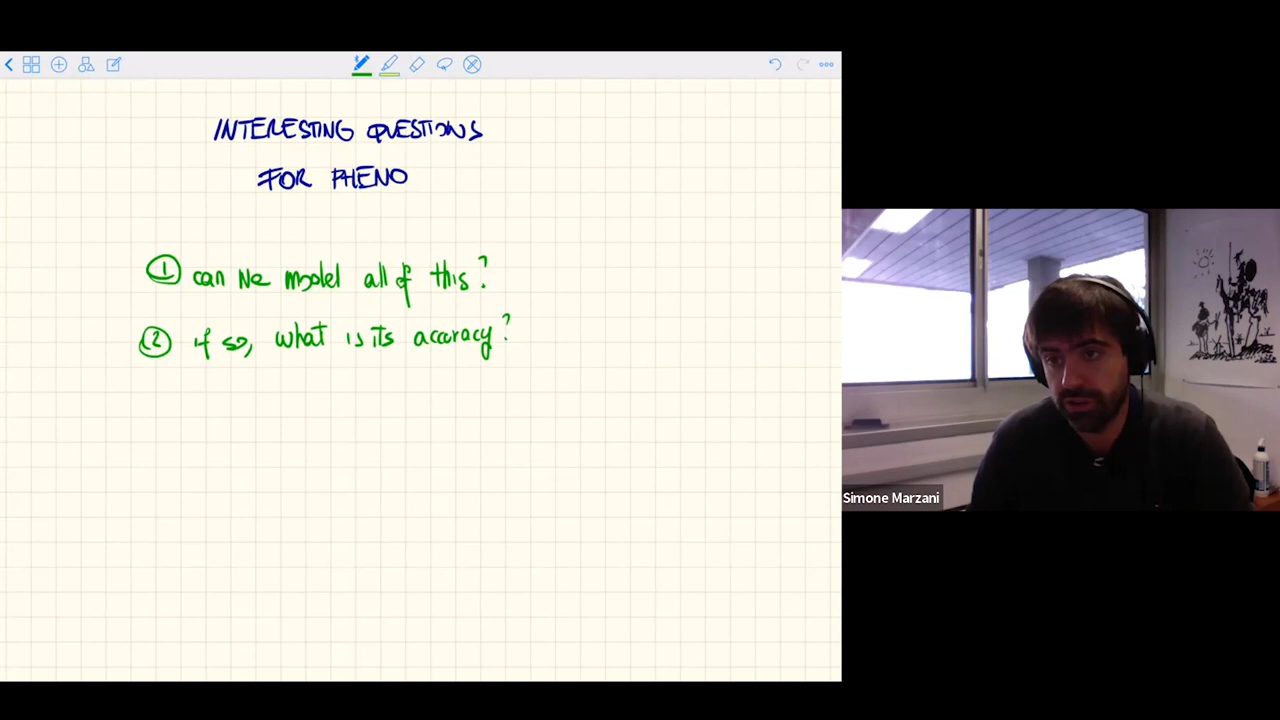 INTERESTING QUESTIONS
FOR PHENO
① can we model all of this?
② if so, what is its accuracy?
Simone Marzani